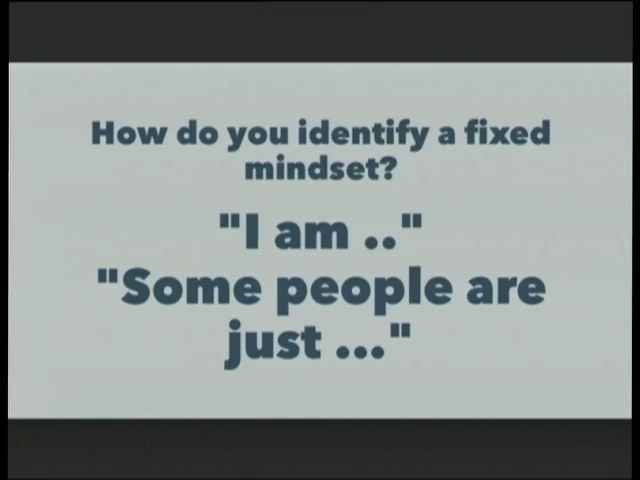 How do you identify a fixed
mindset?
"I am .."
"Some people are
just ..."